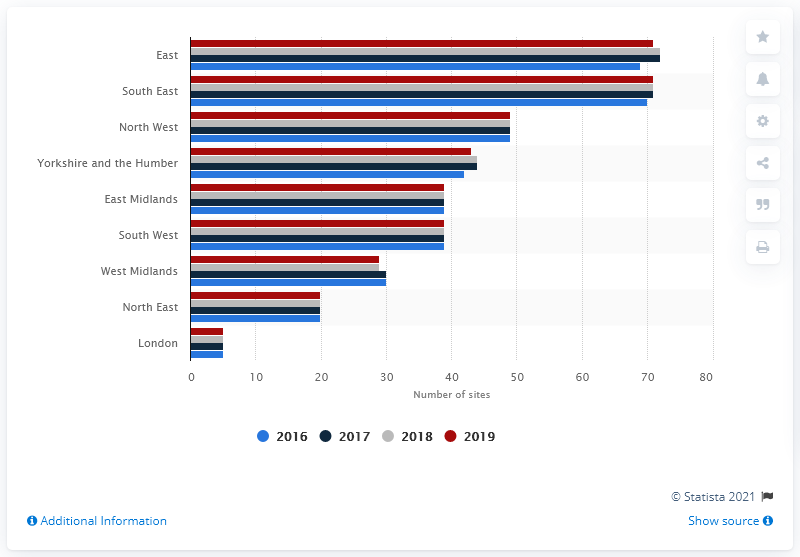 East
South East
North West
Yorkshire and the Humber
East Midlands
South West
West Midlands
North East
London
0 10 20 30 40 50 60 70 80
Number of sites
2016 2017 2018 2019
© Statista 2021
Additional Information Show source